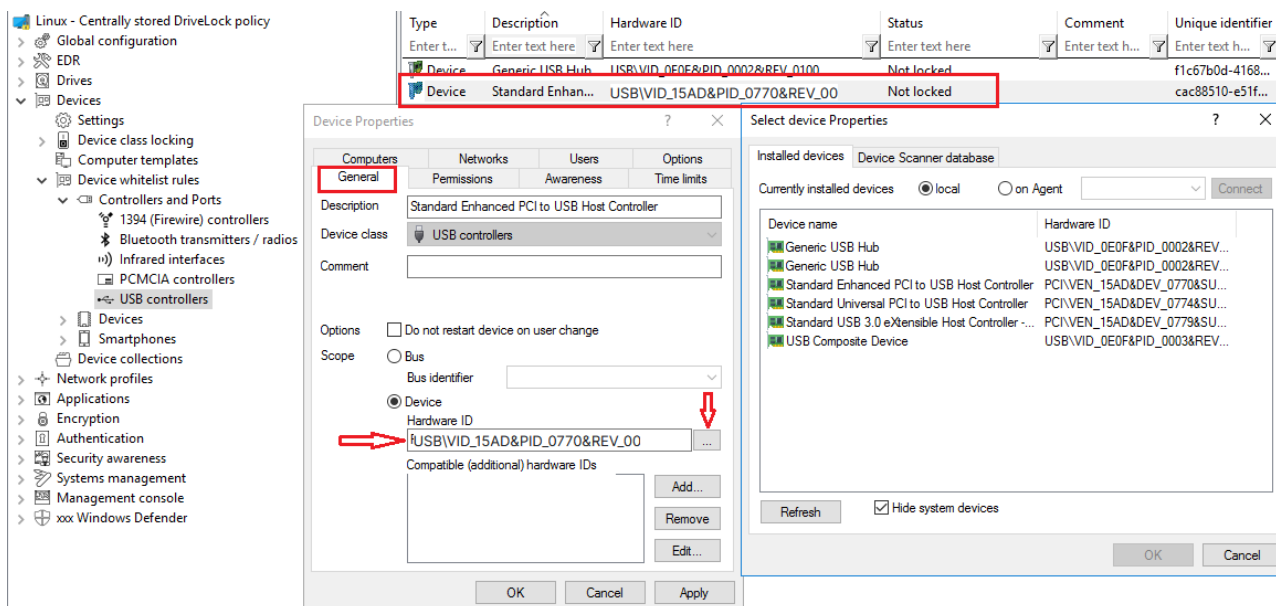 Linux - Centrally stored DriveLock policy
Global configuration
EDR
Drives
Devices
Settings
Device class locking
Computer templates
Device whitelist rules
Controllers and Ports
1394 (Firewire) controllers
Bluetooth transmitters / radios
Infrared interfaces
PCMCIA controllers
USB controllers
Devices
Smartphones
Device collections
Network profiles
Applications
Encryption
Authentication
Security awareness
Systems management
Management console
xxx Windows Defender
Type Description Hardware ID Status Comment Unique identifier
Enter t... Enter text here Enter text here Enter text here Enter text h... Enter text h...
Device Generic USB Hub USB\VID_0E0F&PID_0002&REV_0100 Not locked f1c67b0d-4168...
Device Standard Enhan... USB\VID_15AD&PID_0770&REV_00 Not locked cac88510-e51f...
Device Properties ? ×
Computers Networks Users Options
General Permissions Awareness Time limits
Description Standard Enhanced PCI to USB Host Controller
Device class USB controllers
Comment
Options Do not restart device on user change
Scope Bus
Bus identifier
Device
Hardware ID
USB\VID_15AD&PID_0770&REV_00 ...
Compatible (additional) hardware IDs
Add...
Remove
Edit...
OK Cancel Apply
Select device Properties ? ×
Installed devices Device Scanner database
Currently installed devices local on Agent Connect
Device name Hardware ID
Generic USB Hub USB\VID_0E0F&PID_0002&REV...
Generic USB Hub USB\VID_0E0F&PID_0002&REV...
Standard Enhanced PCI to USB Host Controller PCI\VEN_15AD&DEV_0770&SU...
Standard Universal PCI to USB Host Controller PCI\VEN_15AD&DEV_0774&SU...
Standard USB 3.0 eXtensible Host Controller -... PCI\VEN_15AD&DEV_0779&SU...
USB Composite Device USB\VID_0E0F&PID_0003&REV...
Refresh Hide system devices
OK Cancel